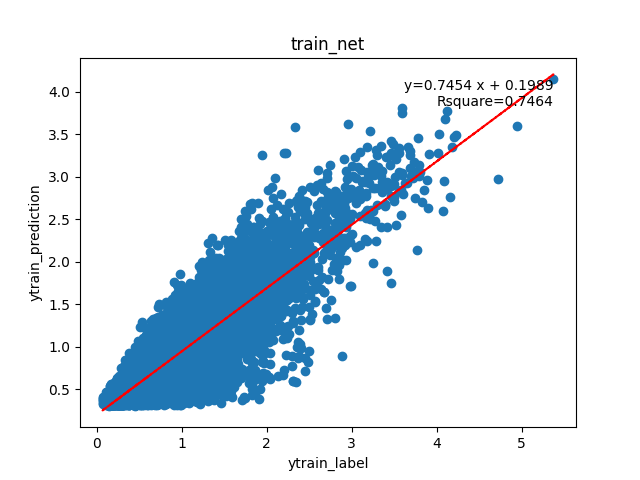 train_net
y=0.7454 x + 0.1989
Rsquare=0.7464
4.0
3.5
3.0
2.5
2.0
1.5
1.0
0.5
ytrain_prediction
0 1 2 3 4 5
ytrain_label